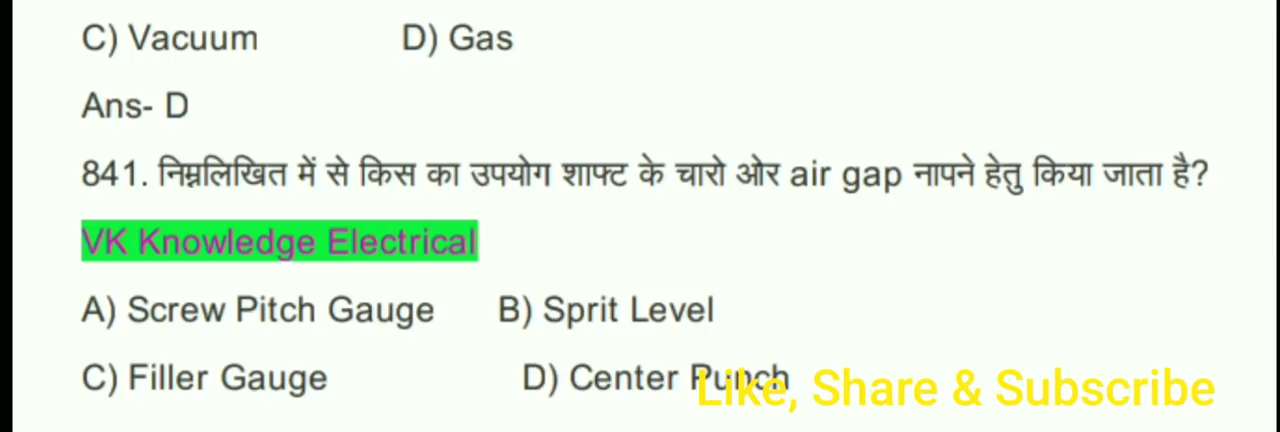 C) Vacuum D) Gas
Ans- D
841. निम्नलिखित में से किस का उपयोग शाफ्ट के चारो ओर air gap नापने हेतु किया जाता है?
VK Knowledge Electrical
A) Screw Pitch Gauge B) Sprit Level
C) Filler Gauge D) Center Punch
Like, Share & Subscribe